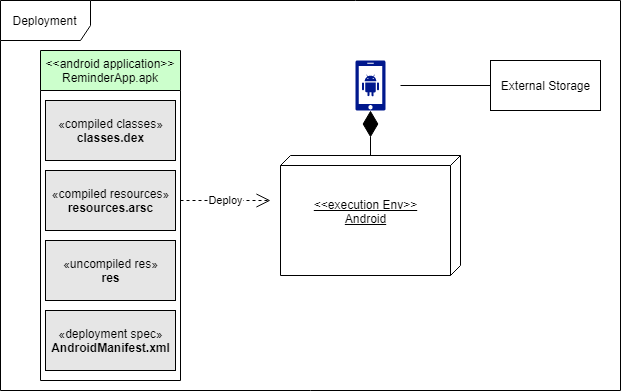 Deployment
<<android application>>
ReminderApp.apk
«compiled classes»
classes.dex
«compiled resources»
resources.arsc
«uncompiled res»
res
«deployment spec»
AndroidManifest.xml
Deploy
<<execution Env>>
Android
External Storage